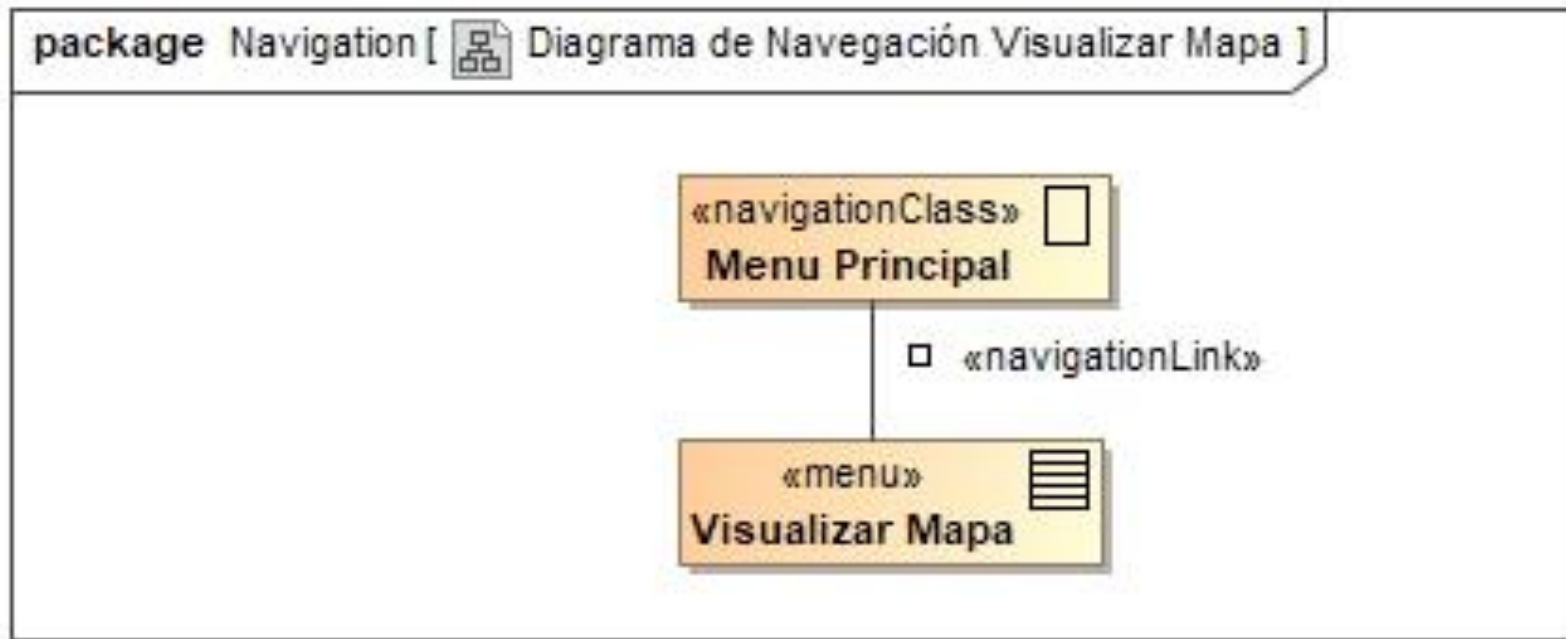 package Navigation [ Diagrama de Navegación Visualizar Mapa ]
«navigationClass»
Menu Principal
«navigationLink»
«menu»
Visualizar Mapa